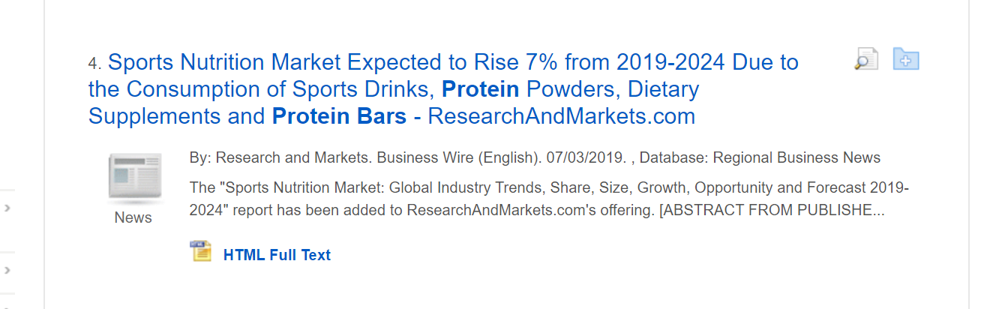 4. Sports Nutrition Market Expected to Rise 7% from 2019-2024 Due to
the Consumption of Sports Drinks, Protein Powders, Dietary
Supplements and Protein Bars - ResearchAndMarkets.com
By: Research and Markets. Business Wire (English). 07/03/2019. , Database: Regional Business News
The "Sports Nutrition Market: Global Industry Trends, Share, Size, Growth, Opportunity and Forecast 2019-
2024" report has been added to ResearchAndMarkets.com's offering. [ABSTRACT FROM PUBLISHE...
News
HTML Full Text